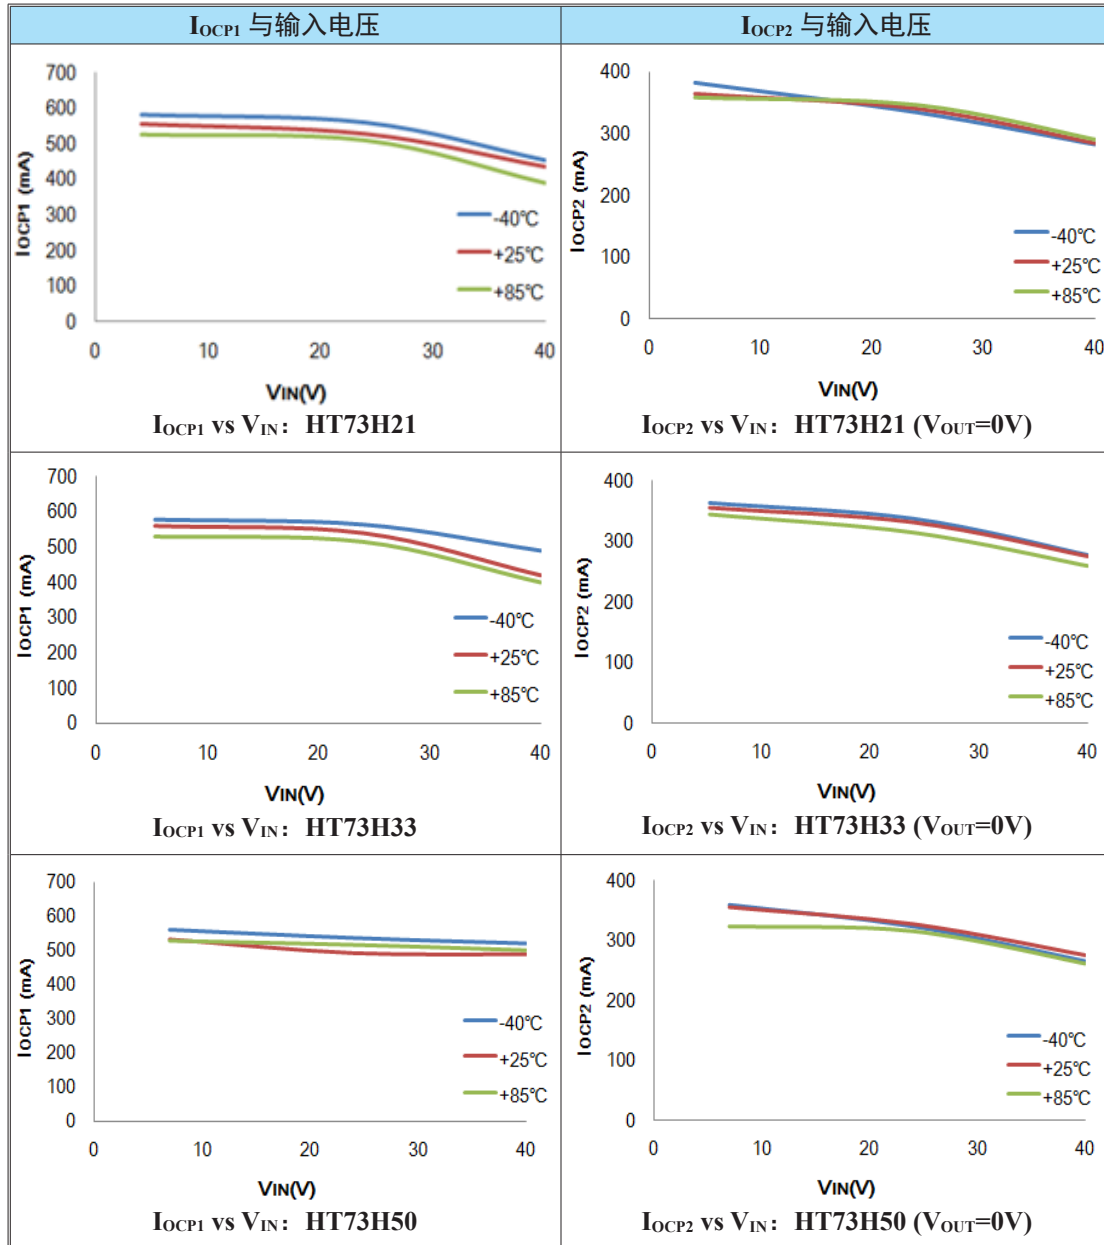 IOCP1 与输入电压
IOCP2 与输入电压
700
600
500
400
300
200
100
0
IOCP1 (mA)
-40℃
+25℃
+85℃
0 10 20 30 40
VIN(V)
IOCP1 vs VIN：HT73H21
400
300
200
100
0
IOCP2 (mA)
-40℃
+25℃
+85℃
0 10 20 30 40
VIN(V)
IOCP2 vs VIN：HT73H21 (VOUT=0V)
700
600
500
400
300
200
100
0
IOCP1 (mA)
-40℃
+25℃
+85℃
0 10 20 30 40
VIN(V)
IOCP1 vs VIN：HT73H33
400
300
200
100
0
IOCP2 (mA)
-40℃
+25℃
+85℃
0 10 20 30 40
VIN(V)
IOCP2 vs VIN：HT73H33 (VOUT=0V)
700
600
500
400
300
200
100
0
IOCP1 (mA)
-40℃
+25℃
+85℃
0 10 20 30 40
VIN(V)
IOCP1 vs VIN：HT73H50
400
300
200
100
0
IOCP2 (mA)
-40℃
+25℃
+85℃
0 10 20 30 40
VIN(V)
IOCP2 vs VIN：HT73H50 (VOUT=0V)